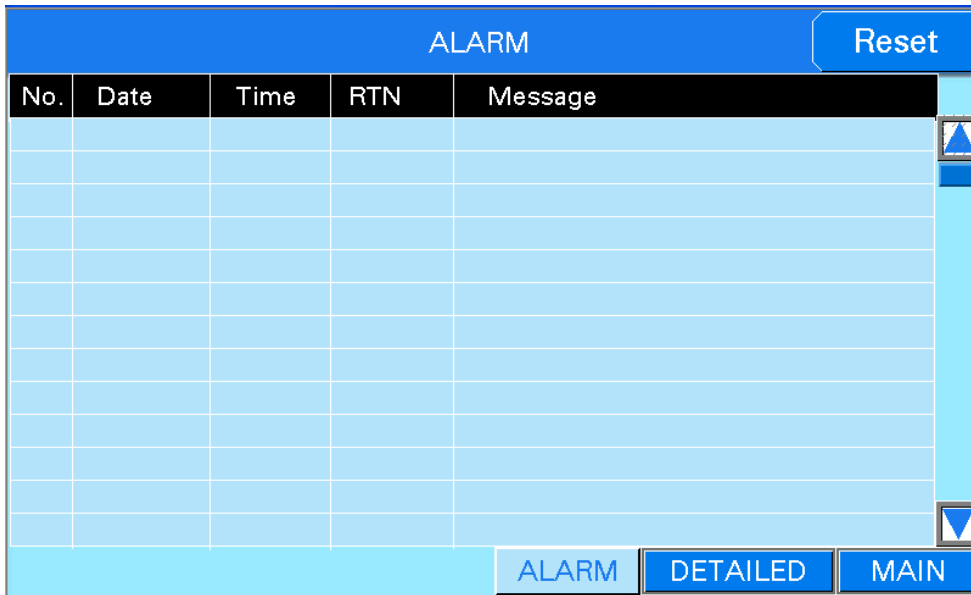 ALARM Reset
No. Date Time RTN Message
ALARM DETAILED MAIN